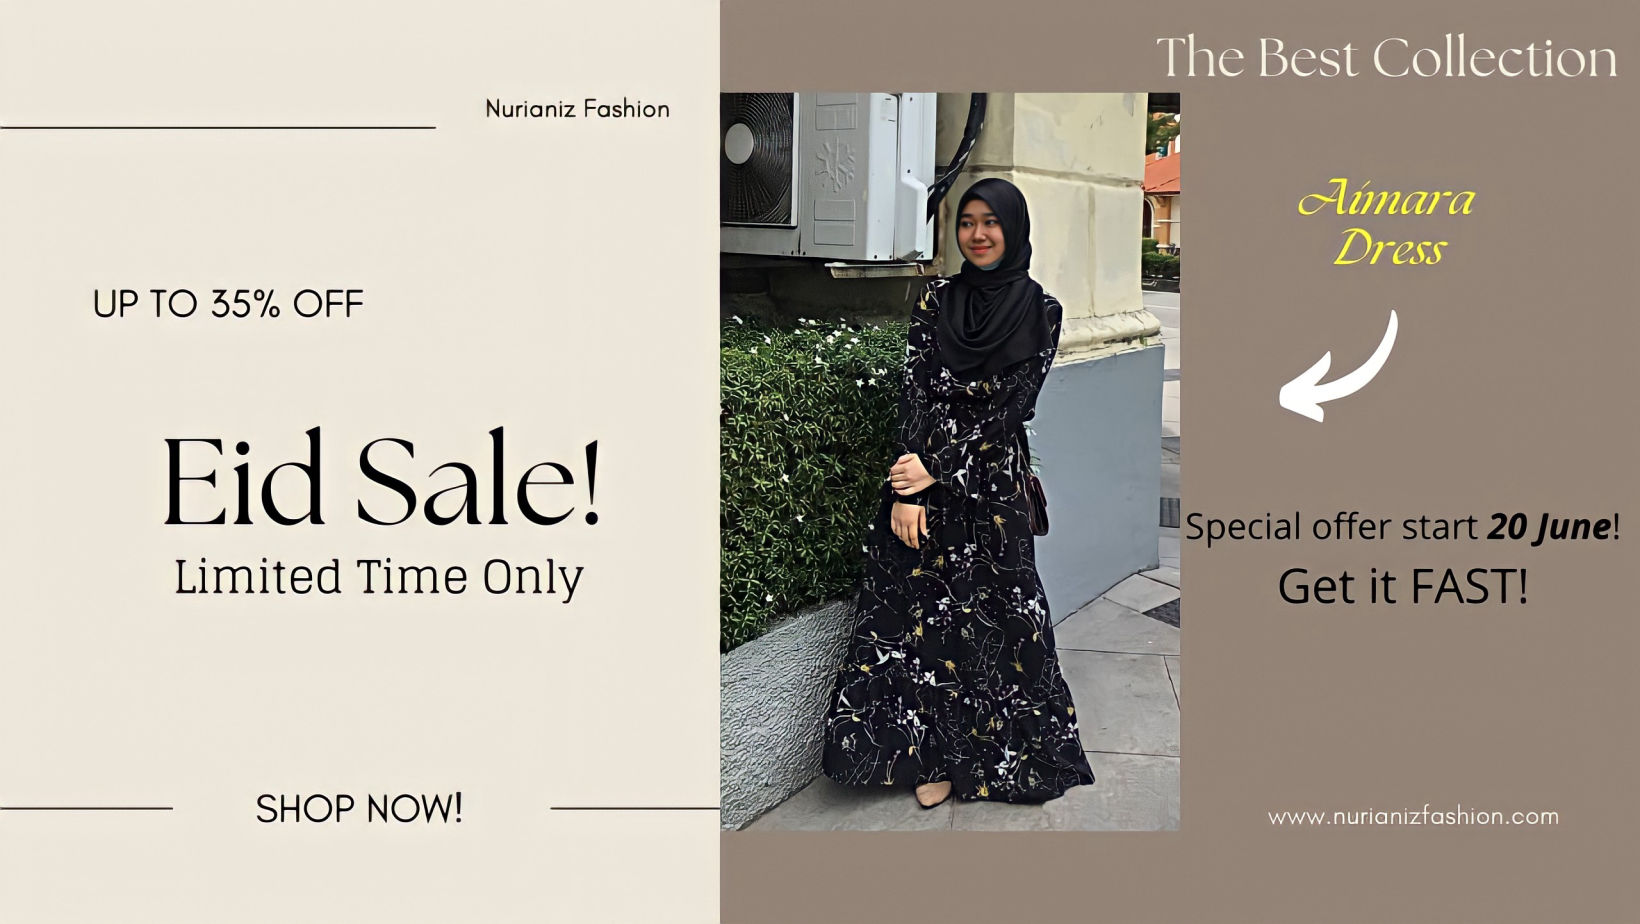 Nurianiz Fashion
UP TO 35% OFF
Eid Sale!
Limited Time Only
SHOP NOW!
The Best Collection
Aimara
Dress
Special offer start 20 June!
Get it FAST!
www.nurianizfashion.com